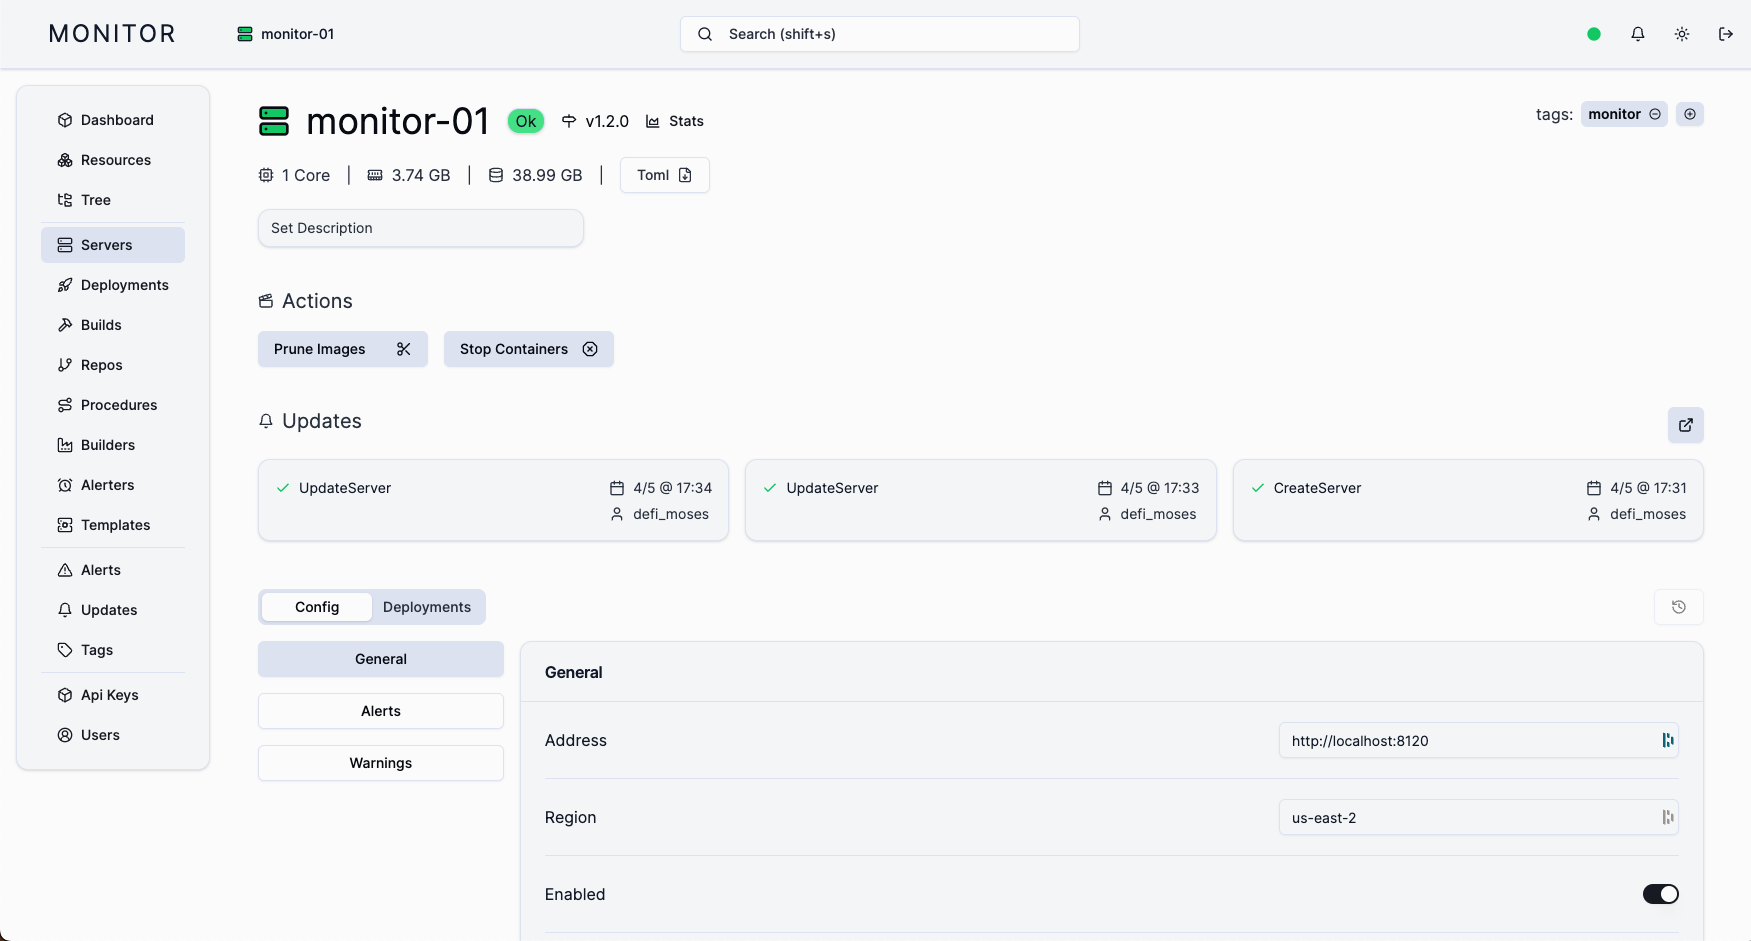 MONITOR
monitor-01
Search (shift+s)
Dashboard
Resources
Tree
Servers
Deployments
Builds
Repos
Procedures
Builders
Alerters
Templates
Alerts
Updates
Tags
Api Keys
Users
monitor-01 Ok v1.2.0 Stats
tags: monitor
1 Core | 3.74 GB | 38.99 GB | Toml
Set Description
Actions
Prune Images Stop Containers
Updates
UpdateServer 4/5 @ 17:34
defi_moses
UpdateServer 4/5 @ 17:33
defi_moses
CreateServer 4/5 @ 17:31
defi_moses
Config Deployments
General
Alerts
Warnings
General
Address http://localhost:8120
Region us-east-2
Enabled